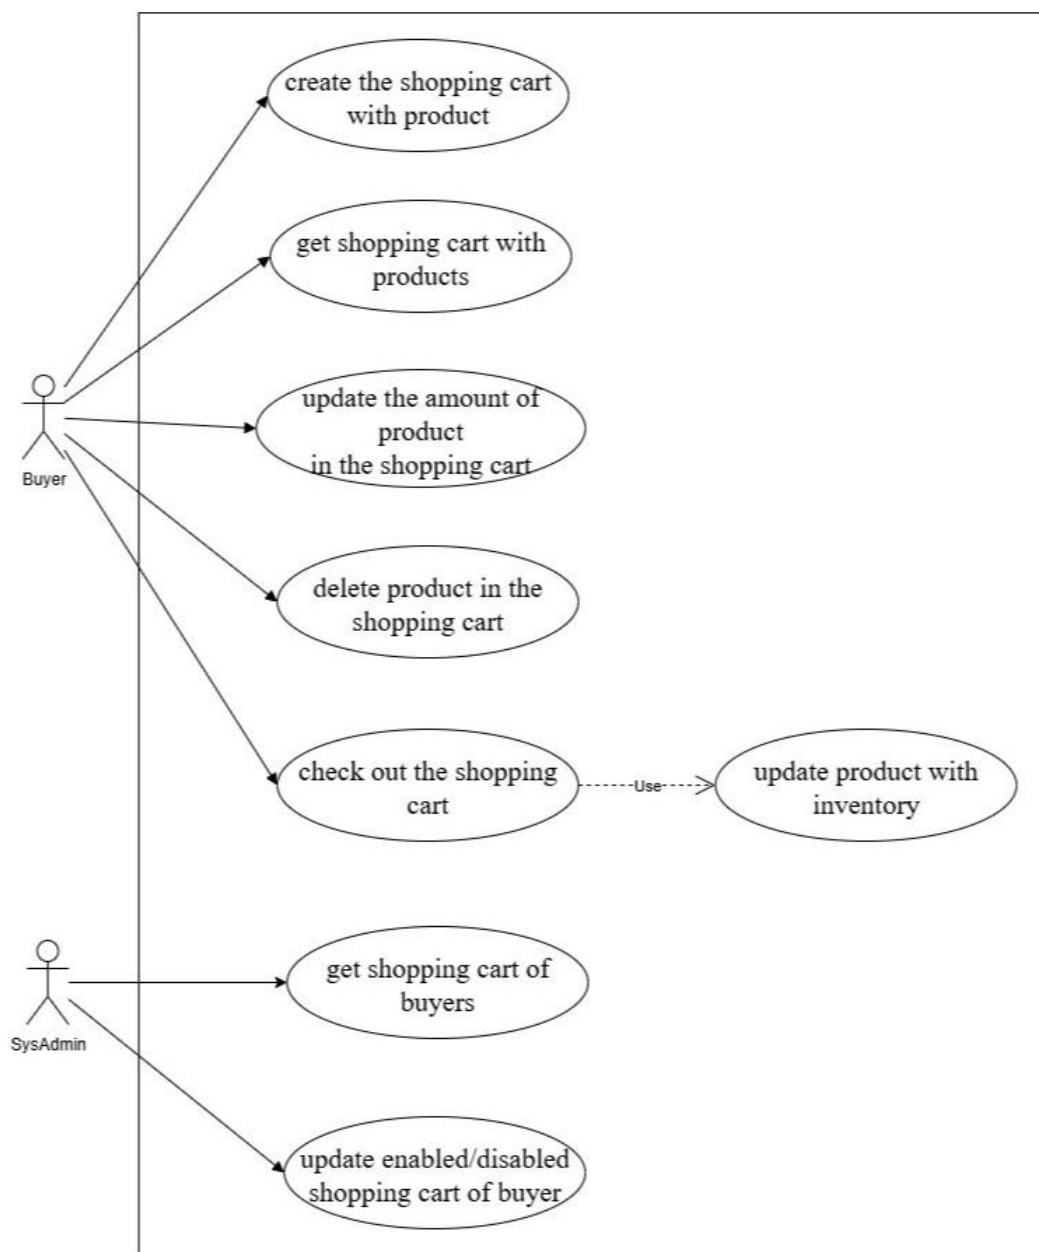 create the shopping cart
with product
get shopping cart with
products
update the amount of
product
in the shopping cart
Buyer
delete product in the
shopping cart
check out the shopping
cart
Use
update product with
inventory
get shopping cart of
buyers
SysAdmin
update enabled/disabled
shopping cart of buyer